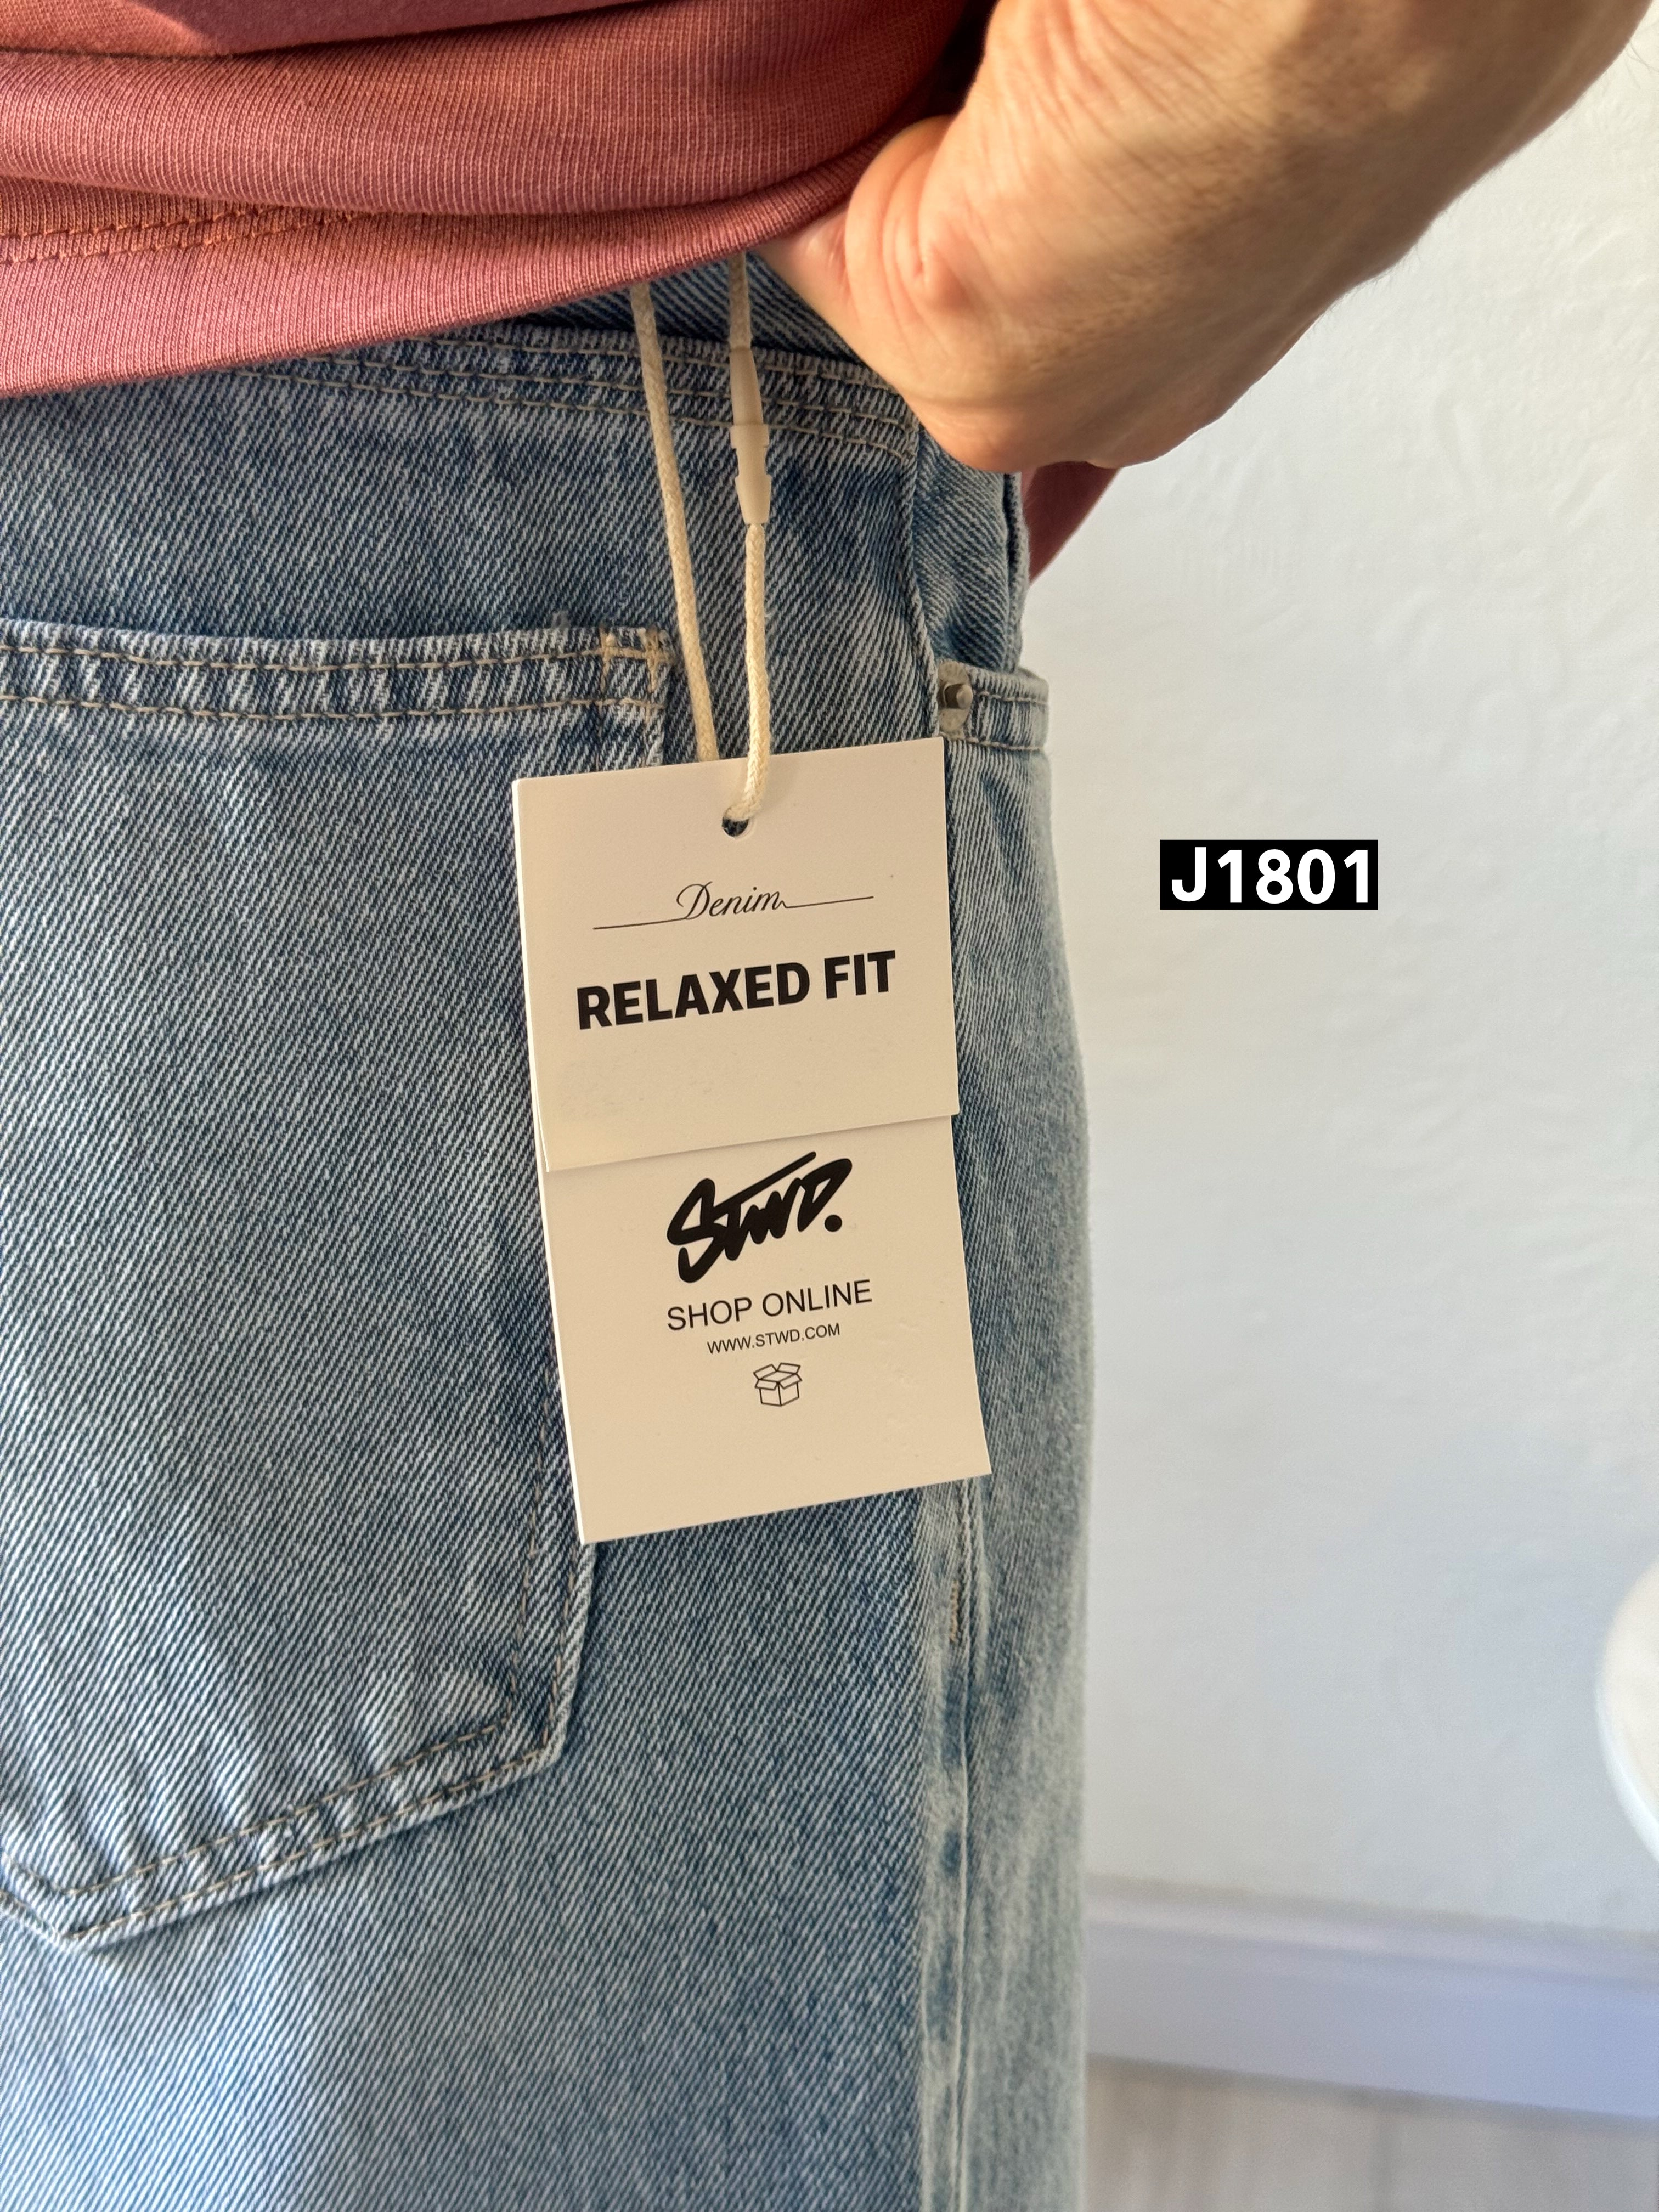 Denim
RELAXED FIT
STWD.
SHOP ONLINE
WWW.STWD.COM
J1801